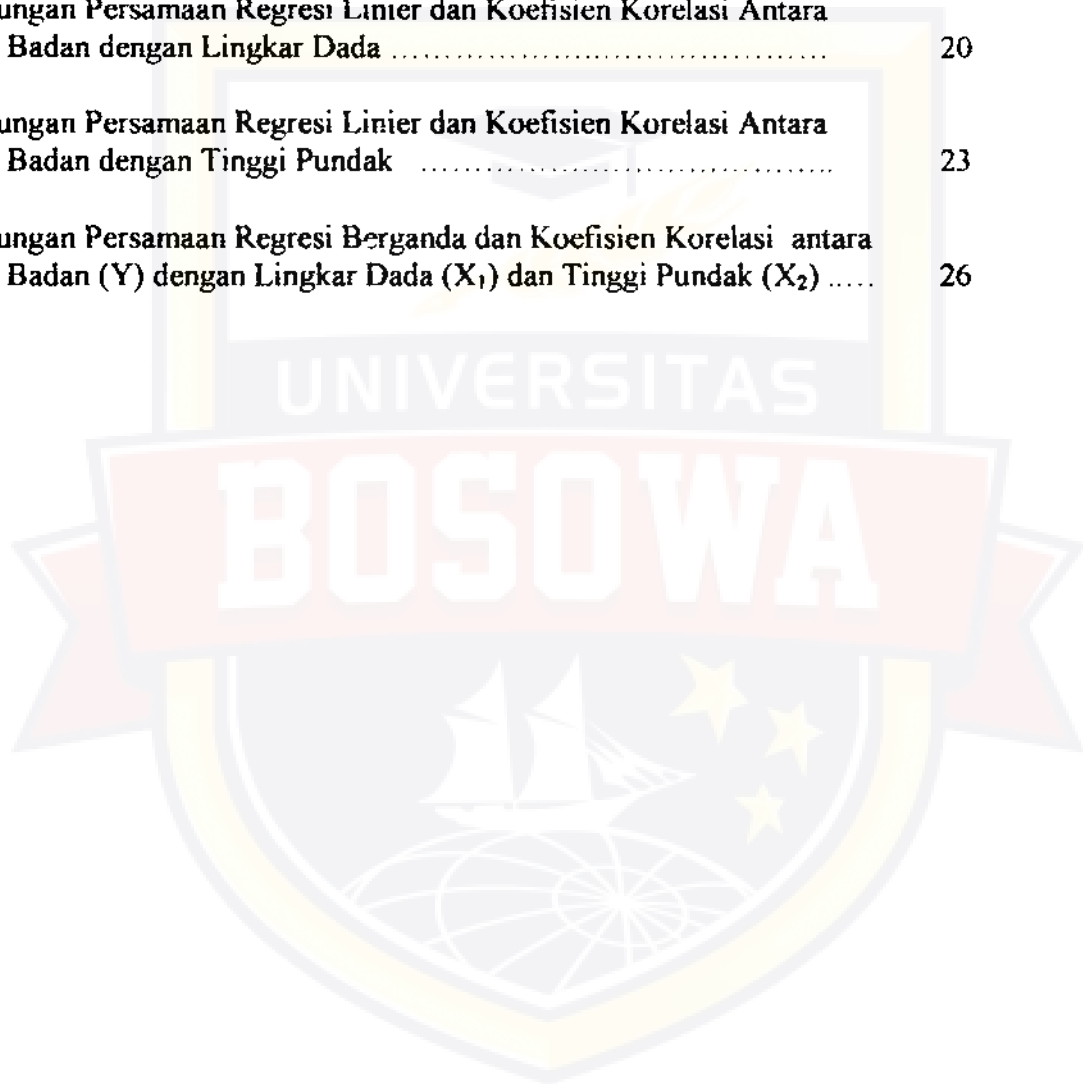 ungan Persamaan Regresi Linier dan Koefisien Korelasi Antara
Badan dengan Lingkar Dada ........................................ 20
ungan Persamaan Regresi Linier dan Koefisien Korelasi Antara
Badan dengan Tinggi Pundak ...................................... 23
ungan Persamaan Regresi Berganda dan Koefisien Korelasi antara
Badan (Y) dengan Lingkar Dada (X₁) dan Tinggi Pundak (X₂) ..... 26
UNIVERSITAS
BOSOWA